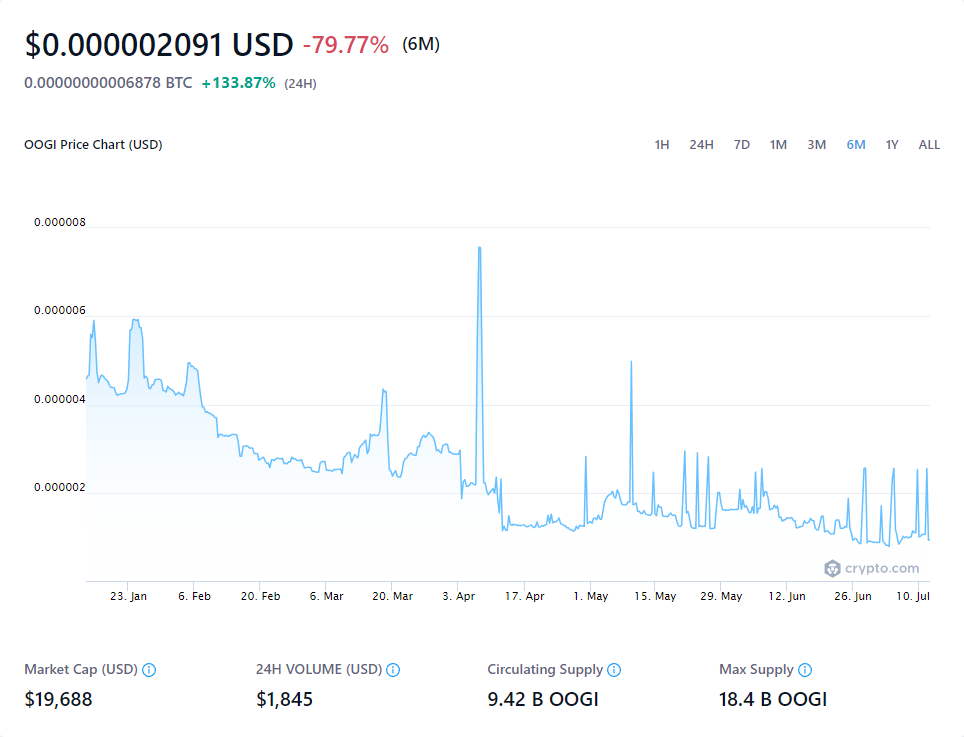 $0.000002091 USD -79.77% (6M)
0.00000000006878 BTC +133.87% (24H)
OOGI Price Chart (USD) 1H 24H 7D 1M 3M 6M 1Y ALL
0.000008
0.000006
0.000004
0.000002
crypto.com
23. Jan 6. Feb 20. Feb 6. Mar 20. Mar 3. Apr 17. Apr 1. May 15. May 29. May 12. Jun 26. Jun 10. Jul
Market Cap (USD) 24H VOLUME (USD) Circulating Supply Max Supply
$19,688 $1,845 9.42 B OOGI 18.4 B OOGI